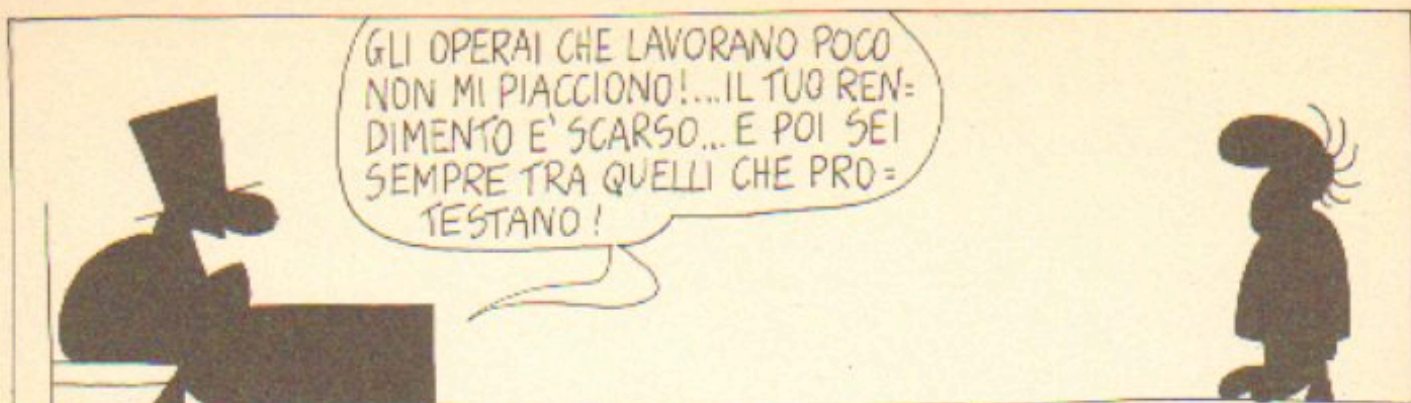 GLI OPERAI CHE LAVORANO POCO
NON MI PIACCIONO!...IL TUO REN=
DIMENTO E' SCARSO... E POI SEI
SEMPRE TRA QUELLI CHE PRO=
TESTANO!